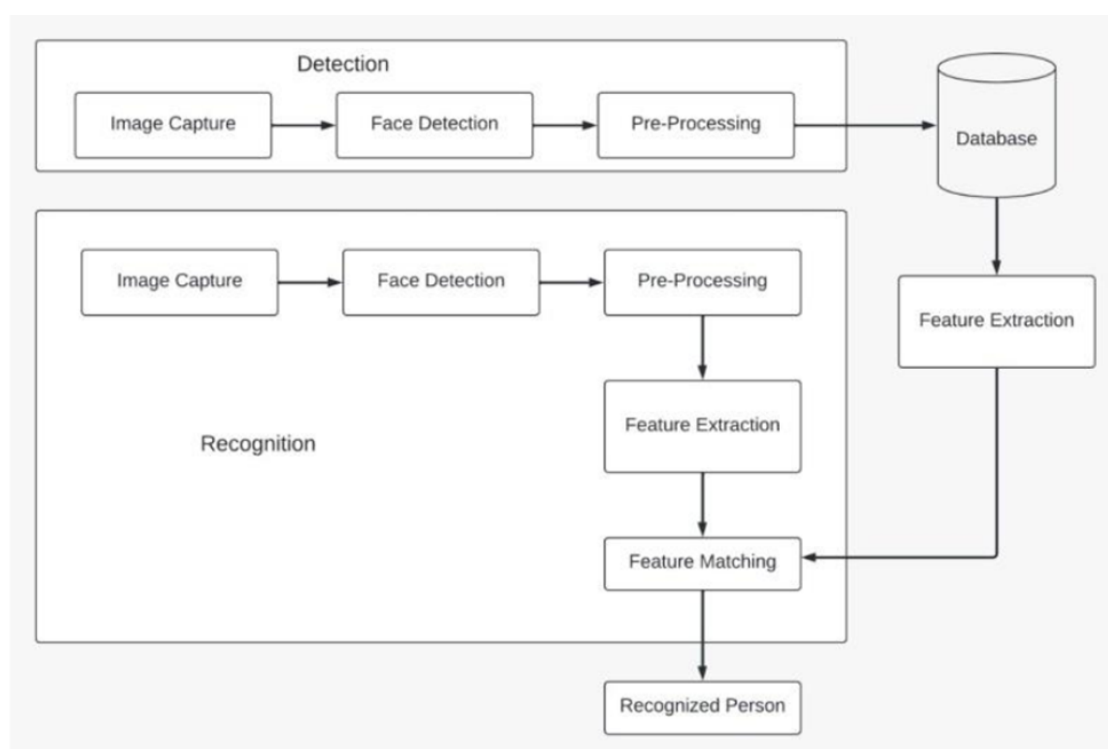 Detection
Image Capture
Face Detection
Pre-Processing
Database
Image Capture
Face Detection
Pre-Processing
Feature Extraction
Feature Extraction
Recognition
Feature Matching
Recognized Person